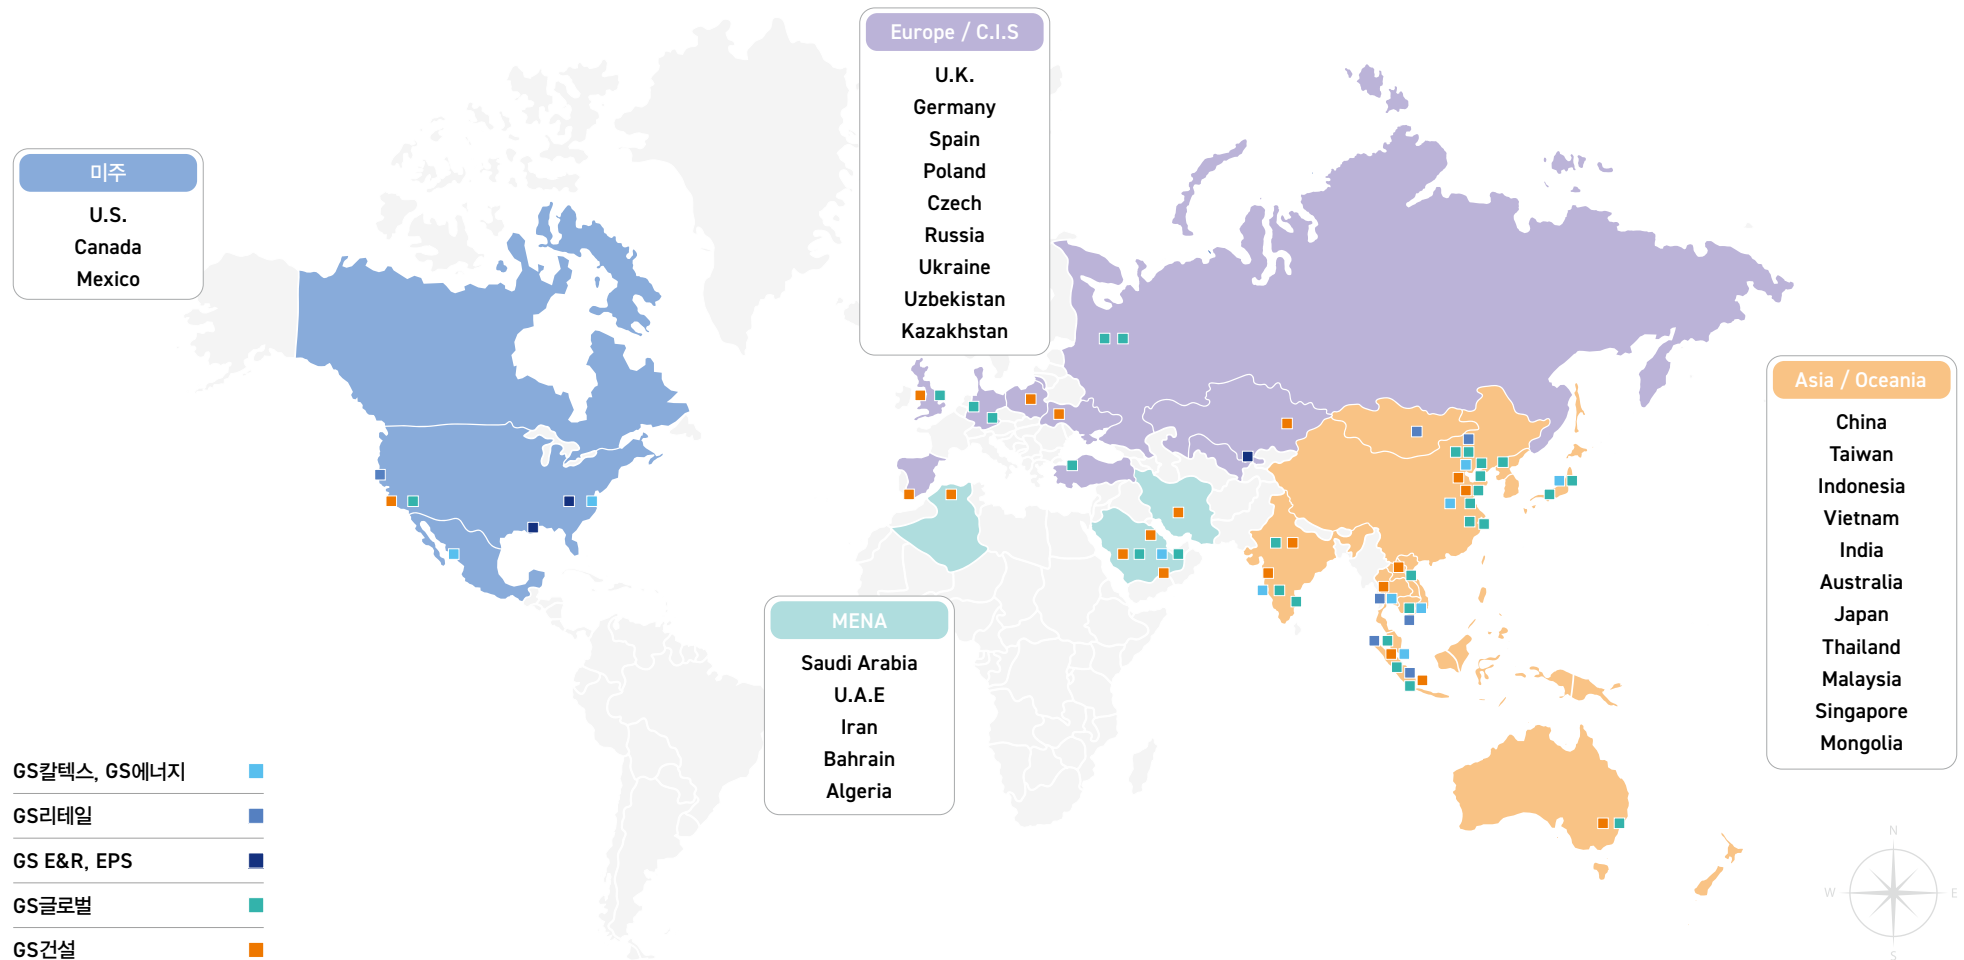 Europe / C.I.S
U.K.
Germany
Spain
Poland
Czech
Russia
Ukraine
Uzbekistan
Kazakhstan
미주
U.S.
Canada
Mexico
Asia / Oceania
China
Taiwan
Indonesia
Vietnam
India
Australia
Japan
Thailand
Malaysia
Singapore
Mongolia
MENA
Saudi Arabia
U.A.E
Iran
Bahrain
Algeria
GS칼텍스, GS에너지
GS리테일
GS E&R, EPS
GS글로벌
GS건설
N
W E
S